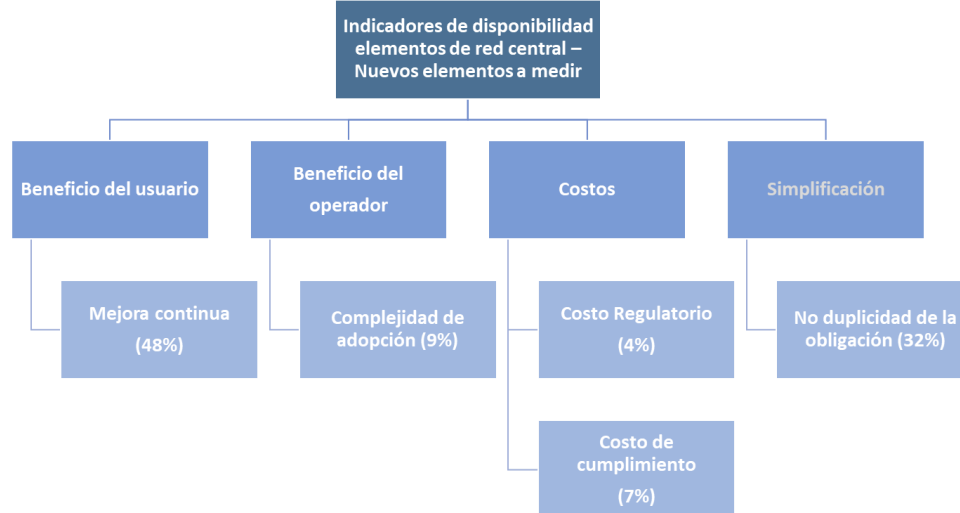 Indicadores de disponibilidad
elementos de red central –
Nuevos elementos a medir
Beneficio del usuario
Beneficio del
operador
Costos
Simplificación
Mejora continua
(48%)
Complejidad de
adopción (9%)
Costo Regulatorio
(4%)
No duplicidad de la
obligación (32%)
Costo de
cumplimiento
(7%)